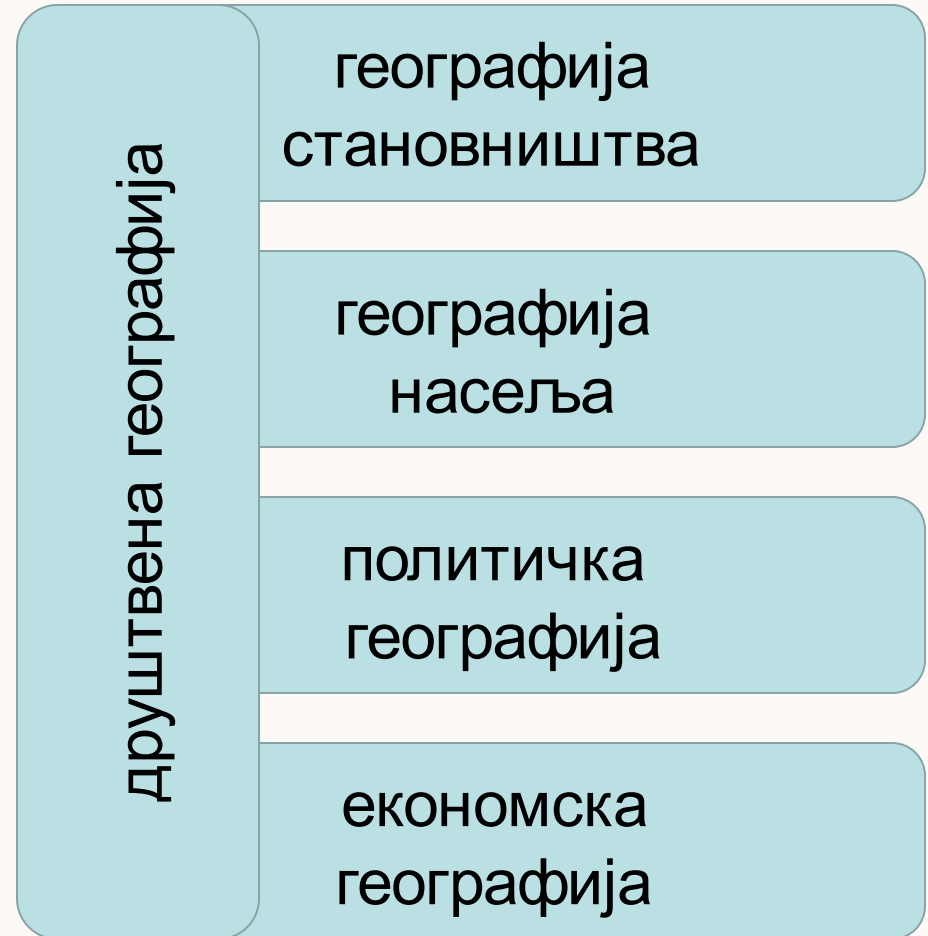 друштвена географија
географија
становништва
географија
насеља
политичка
географија
економска
географија